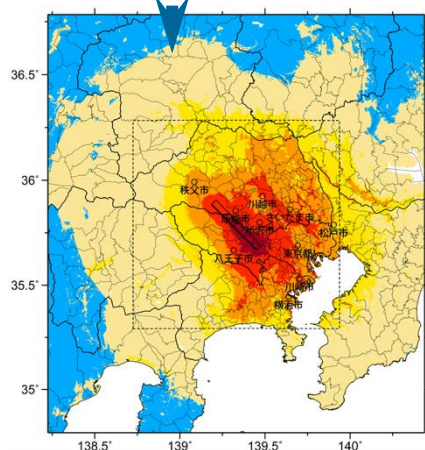 36.5˚
36˚
35.5˚
35˚
138.5˚
139˚
139.5˚
140˚
秩父市
川越市
飯能市
さいたま市
所沢市
松戸市
東京都
八王子市
川崎市
横浜市